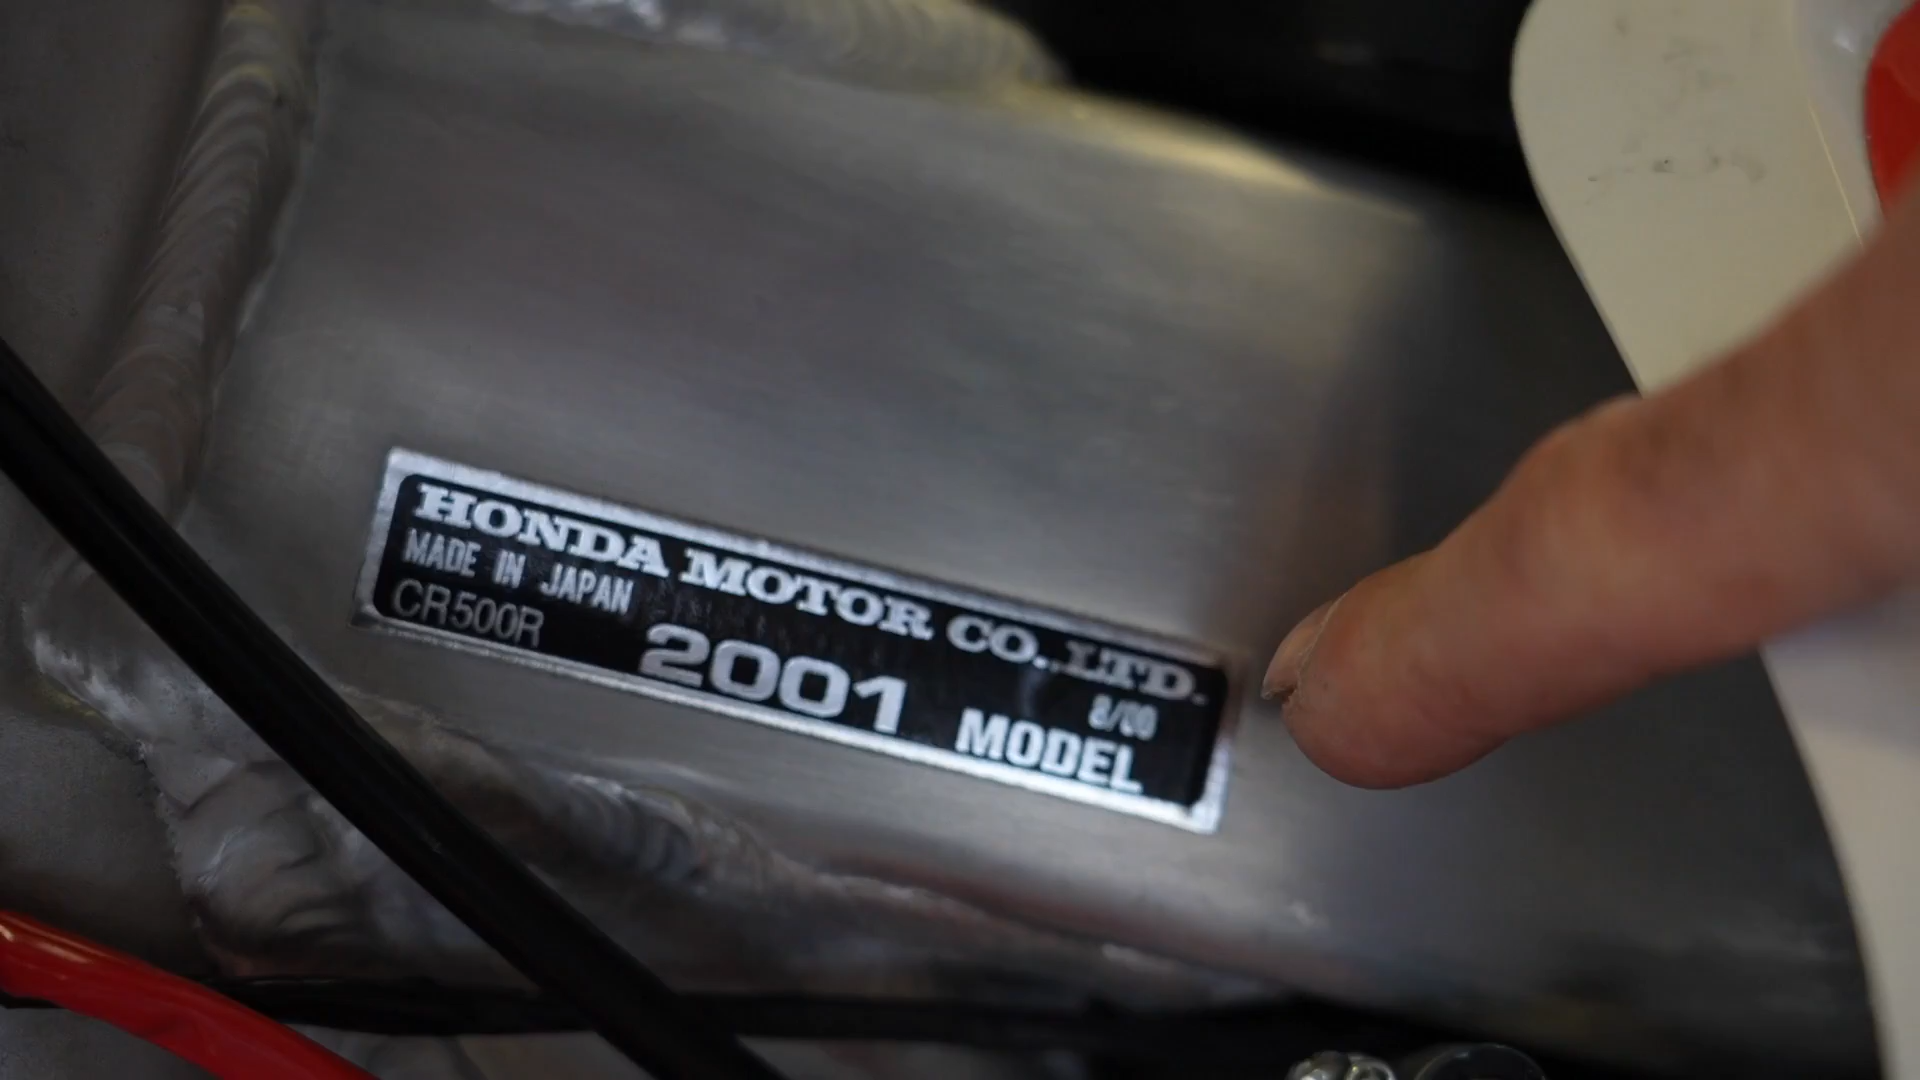 HONDA MOTOR CO., LTD.
MADE IN JAPAN
8/00
CR500R
2001 MODEL